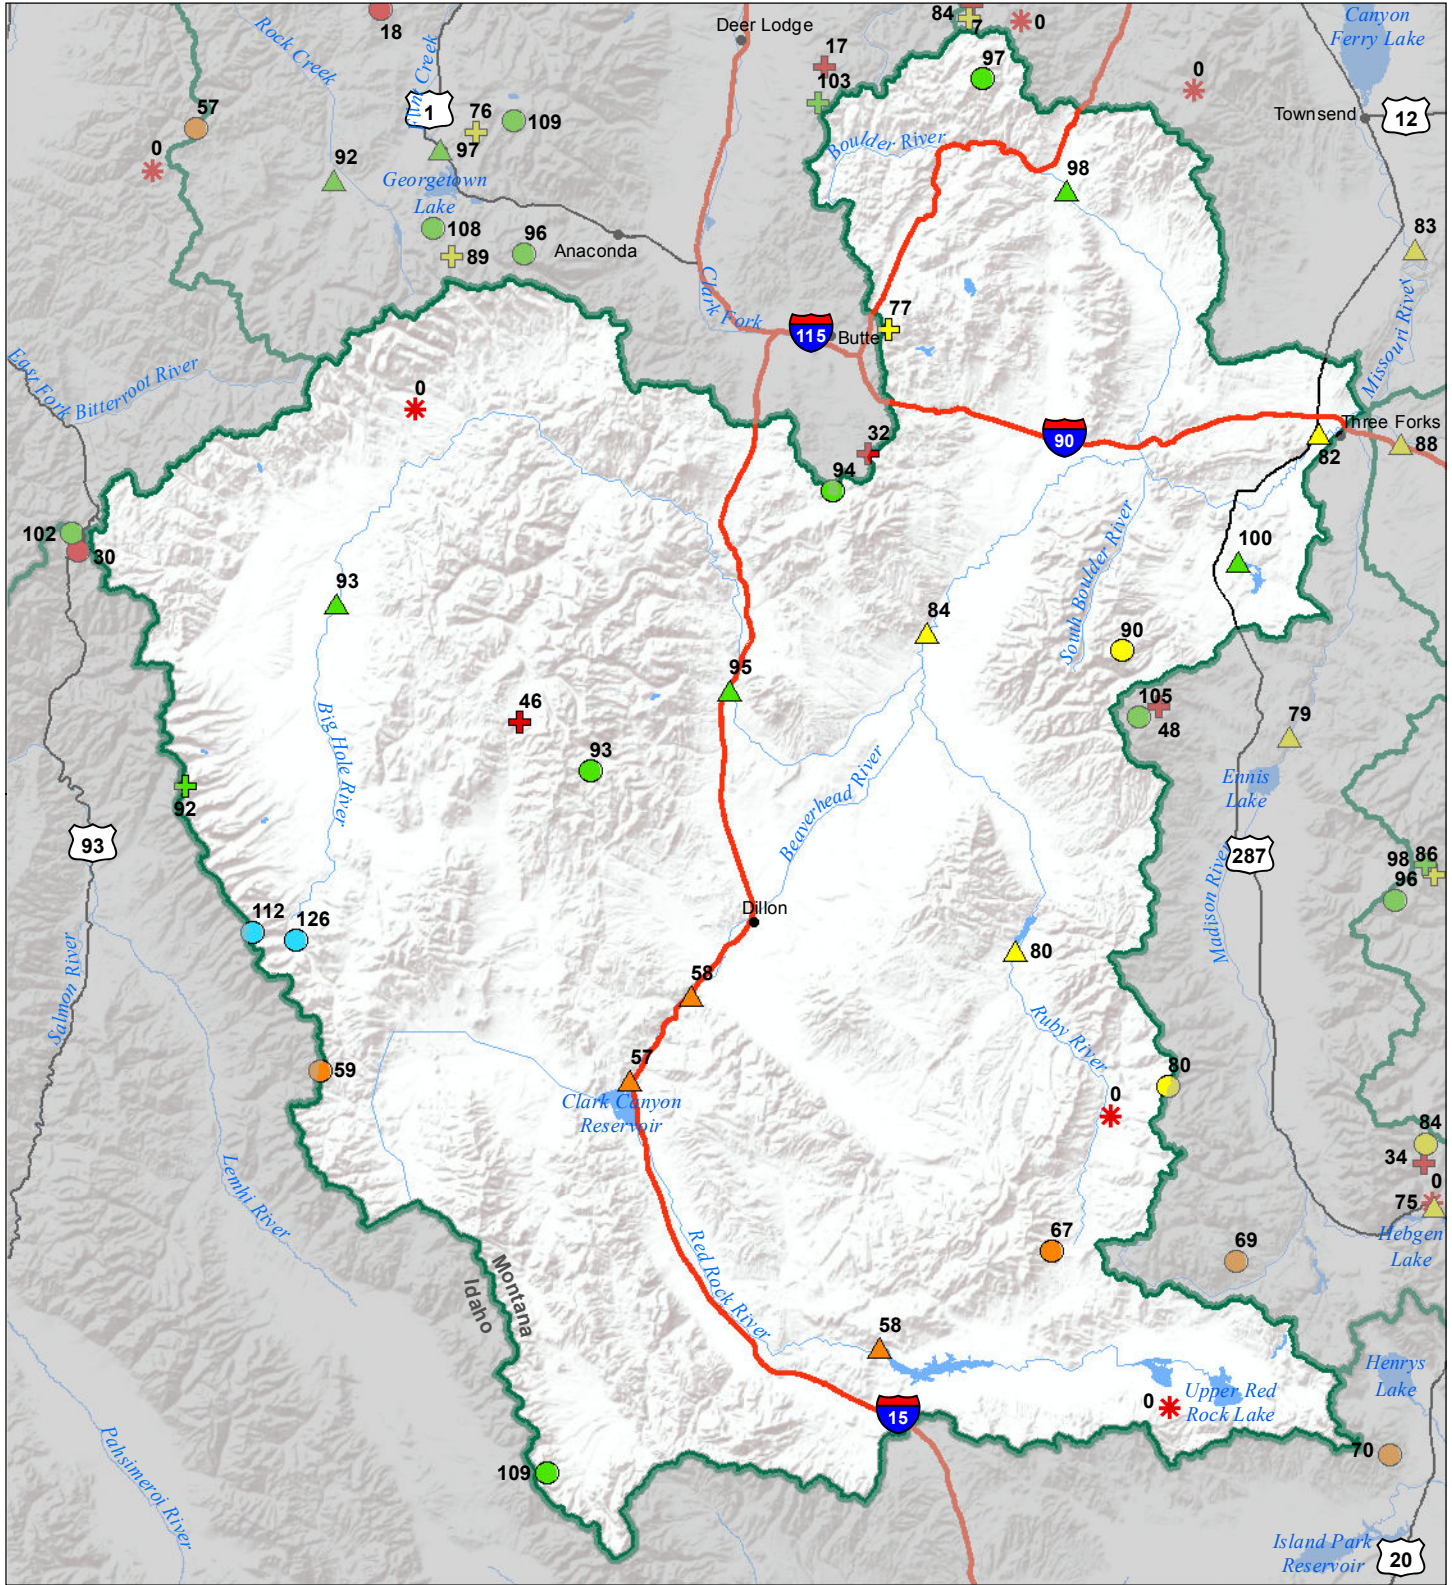 18
Deer Lodge
84
7
0
Canyon
Ferry Lake
Rock Creek
Flint Creek
1
17
103
97
0
57
76
109
Townsend
12
0
92
97
Georgetown
Lake
Boulder River
98
108
89
96
Anaconda
83
Clark Fork
115
Butte
77
Missouri River
East Fork Bitterroot River
0
32
94
90
Three Forks
82
88
102
30
93
100
South Boulder River
84
90
95
46
93
105
48
79
Ennis
Lake
Big Hole River
92
Beaverhead River
93
287
98
86
96
Madison River
112
126
Dillon
80
Salmon River
58
Ruby River
59
57
Clark Canyon
Reservoir
80
0
84
34
0
75
Hebgen
Lake
Lemhi River
67
69
Red Rock River
Montana
Idaho
58
Henrys
Lake
0
Upper Red
Rock Lake
15
70
109
Pahsimeroi River
Island Park
Reservoir
20